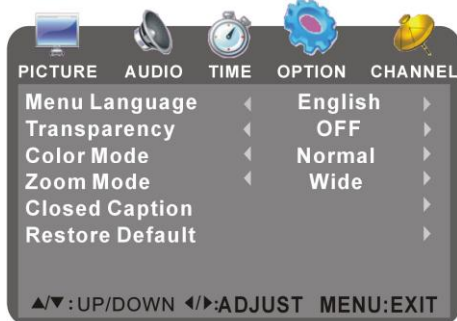 PICTURE AUDIO TIME OPTION CHANNEL
Menu Language English
Transparency OFF
Color Mode Normal
Zoom Mode Wide
Closed Caption
Restore Default
▲/▼:UP/DOWN ◀/▶:ADJUST MENU:EXIT